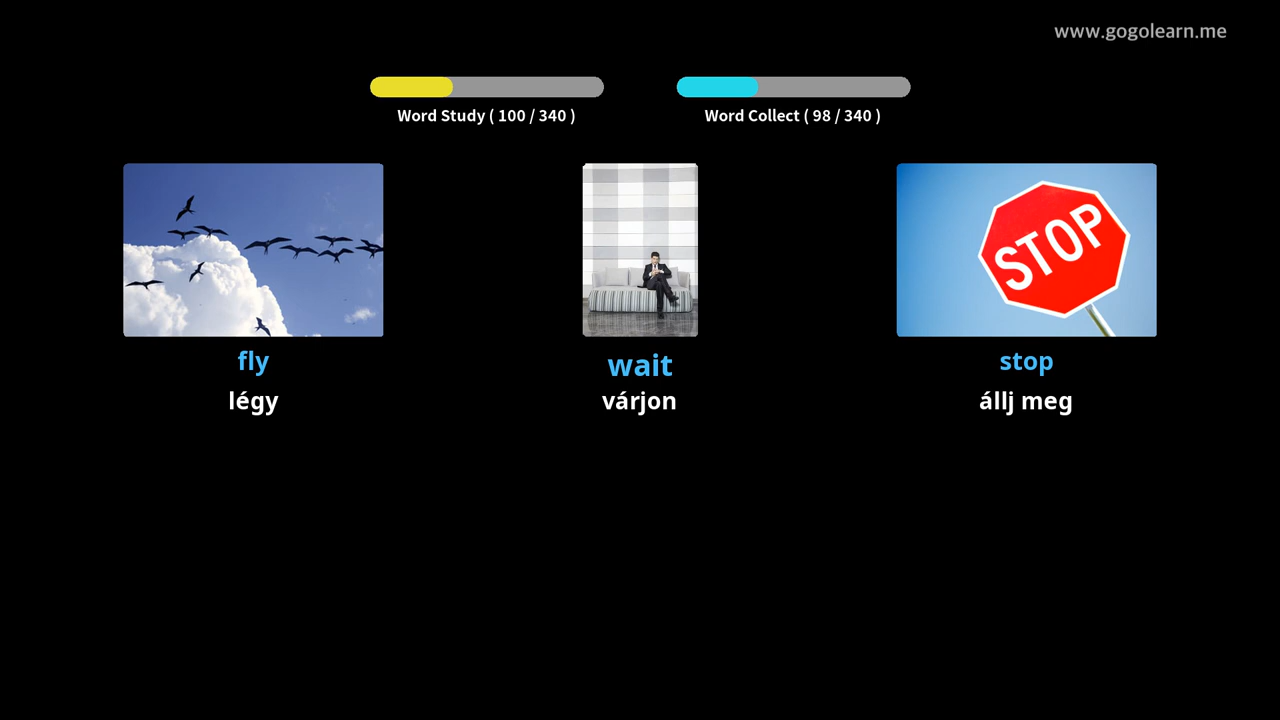 www.gogolearn.me
Word Study ( 100 / 340 )
Word Collect ( 98 / 340 )
STOP
fly
wait
stop
légy
várjon
állj meg